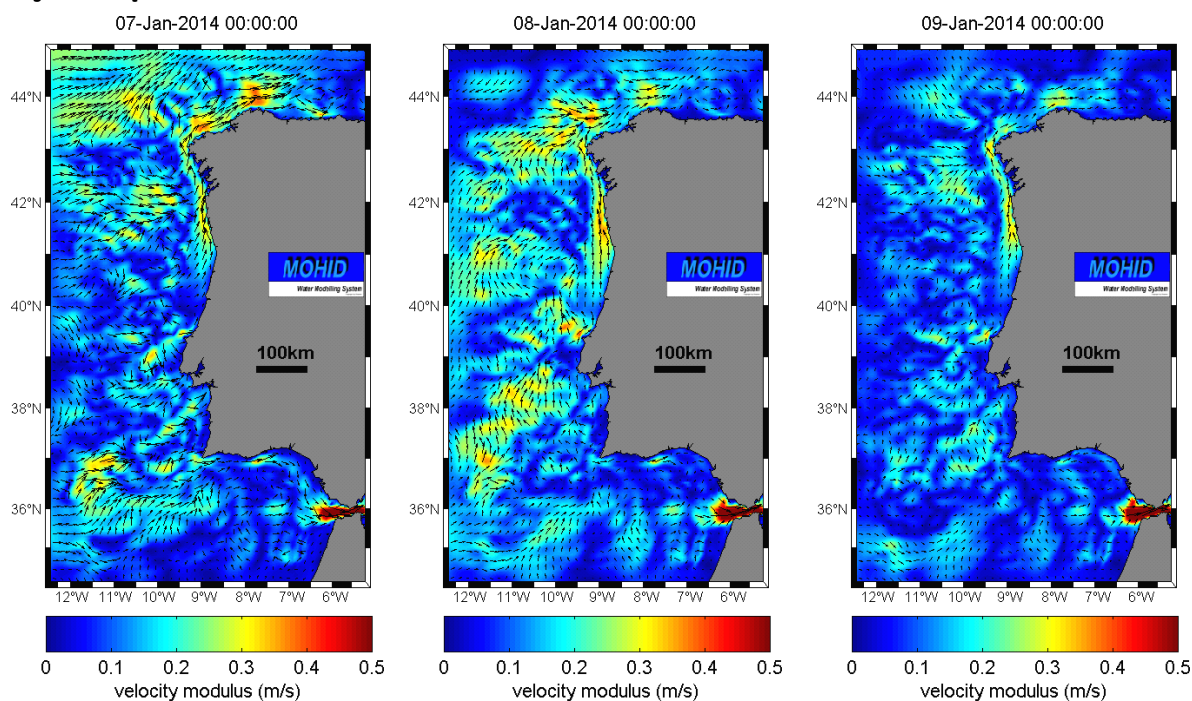 07-Jan-2014 00:00:00
44°N
42°N
40°N
38°N
36°N
MOHID
Water Modelling System
100km
12°W 11°W 10°W 9°W 8°W 7°W 6°W
0 0.1 0.2 0.3 0.4 0.5
velocity modulus (m/s)
08-Jan-2014 00:00:00
44°N
42°N
40°N
38°N
36°N
MOHID
Water Modelling System
100km
12°W 11°W 10°W 9°W 8°W 7°W 6°W
0 0.1 0.2 0.3 0.4 0.5
velocity modulus (m/s)
09-Jan-2014 00:00:00
44°N
42°N
40°N
38°N
36°N
MOHID
Water Modelling System
100km
12°W 11°W 10°W 9°W 8°W 7°W 6°W
0 0.1 0.2 0.3 0.4 0.5
velocity modulus (m/s)